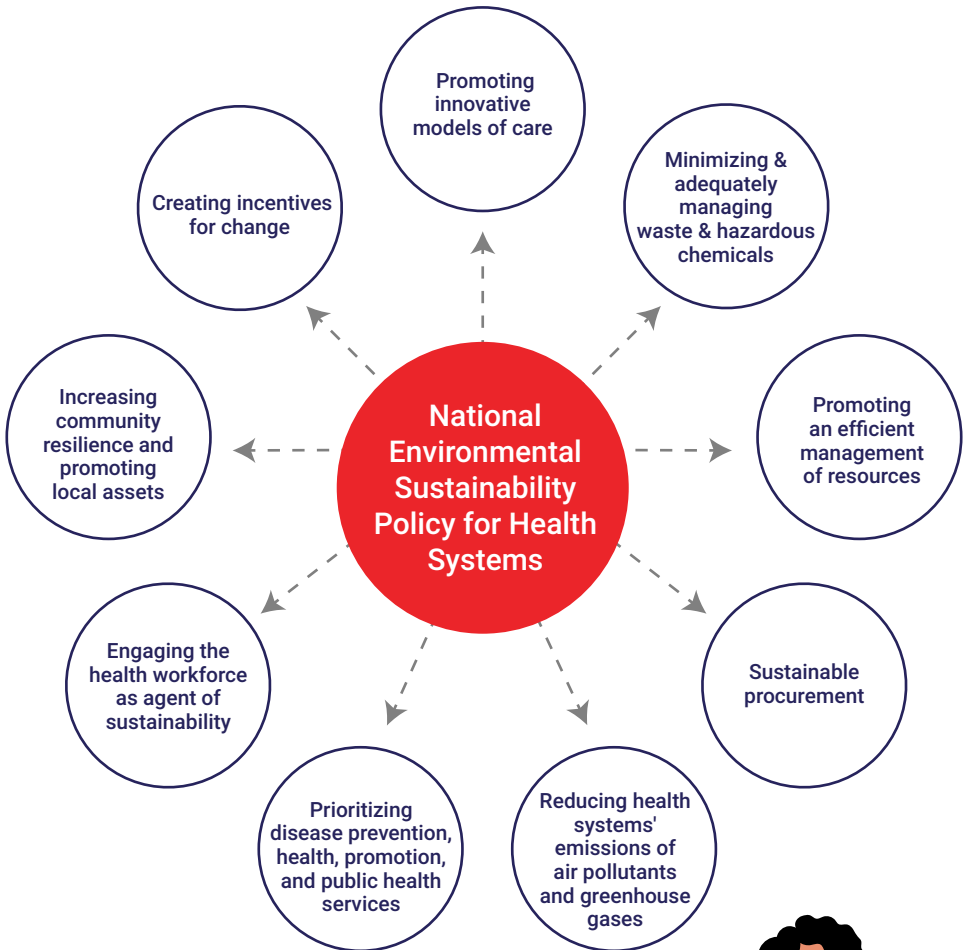 Promoting
innovative
models of care
Minimizing &
adequately
managing
waste & hazardous
chemicals
Creating incentives
for change
Increasing
community
resilience and
promoting
local assets
National
Environmental
Sustainability
Policy for Health
Systems
Promoting
an efficient
management
of resources
Engaging the
health workforce
as agent of
sustainability
Sustainable
procurement
Prioritizing
disease prevention,
health, promotion,
and public health
services
Reducing health
systems'
emissions of
air pollutants
and greenhouse
gases